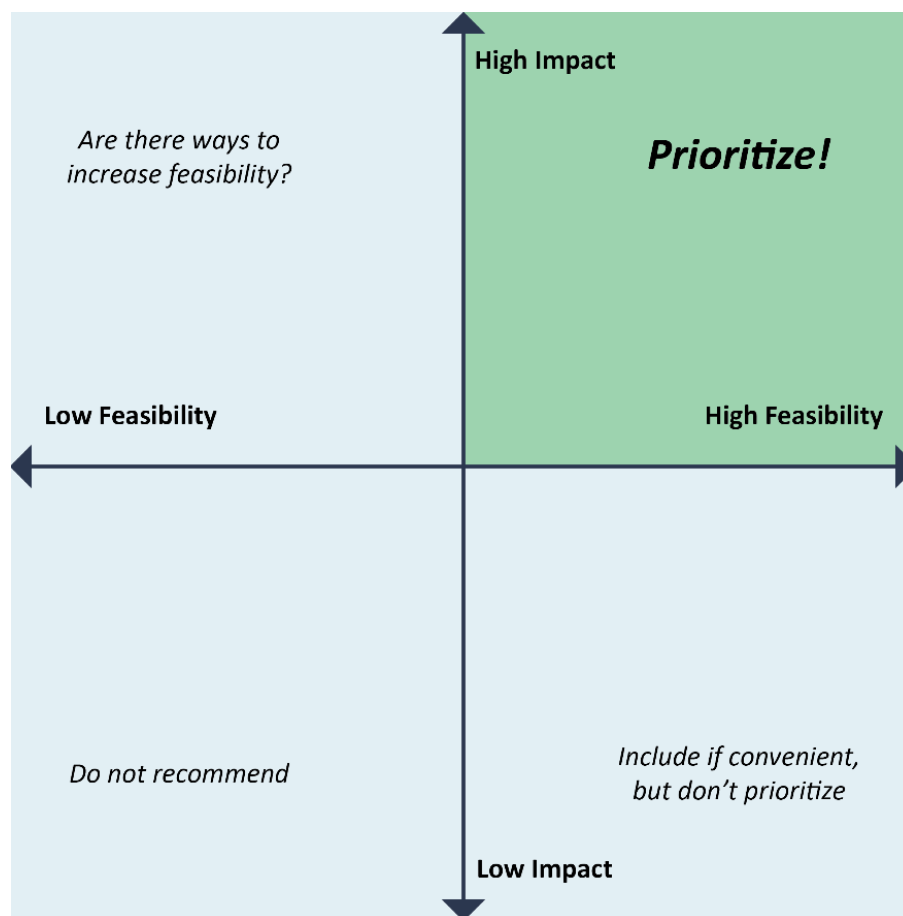 High Impact
Are there ways to
increase feasibility?
Prioritize!
Low Feasibility
High Feasibility
Do not recommend
Include if convenient,
but don’t prioritize
Low Impact